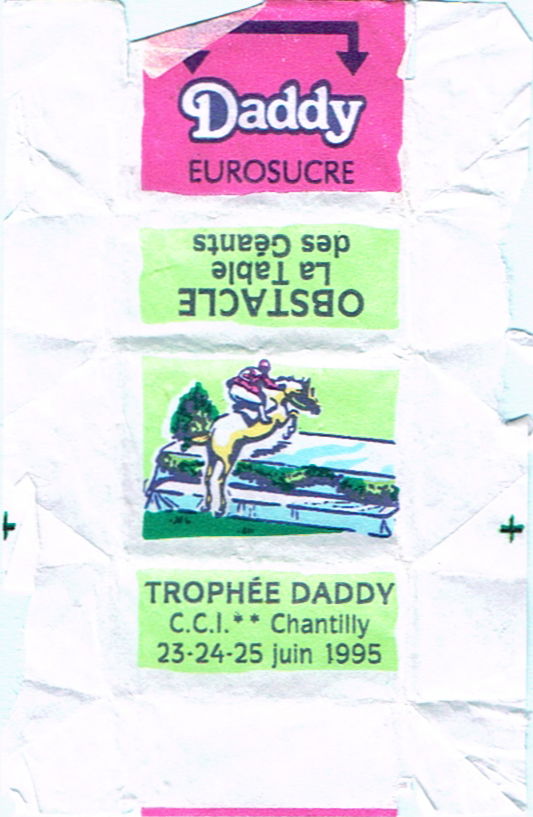 Daddy
EUROSUCRE
OBSTACLE
La Table
des Géants
TROPHÉE DADDY
C.C.I.** Chantilly
23-24-25 juin 1995